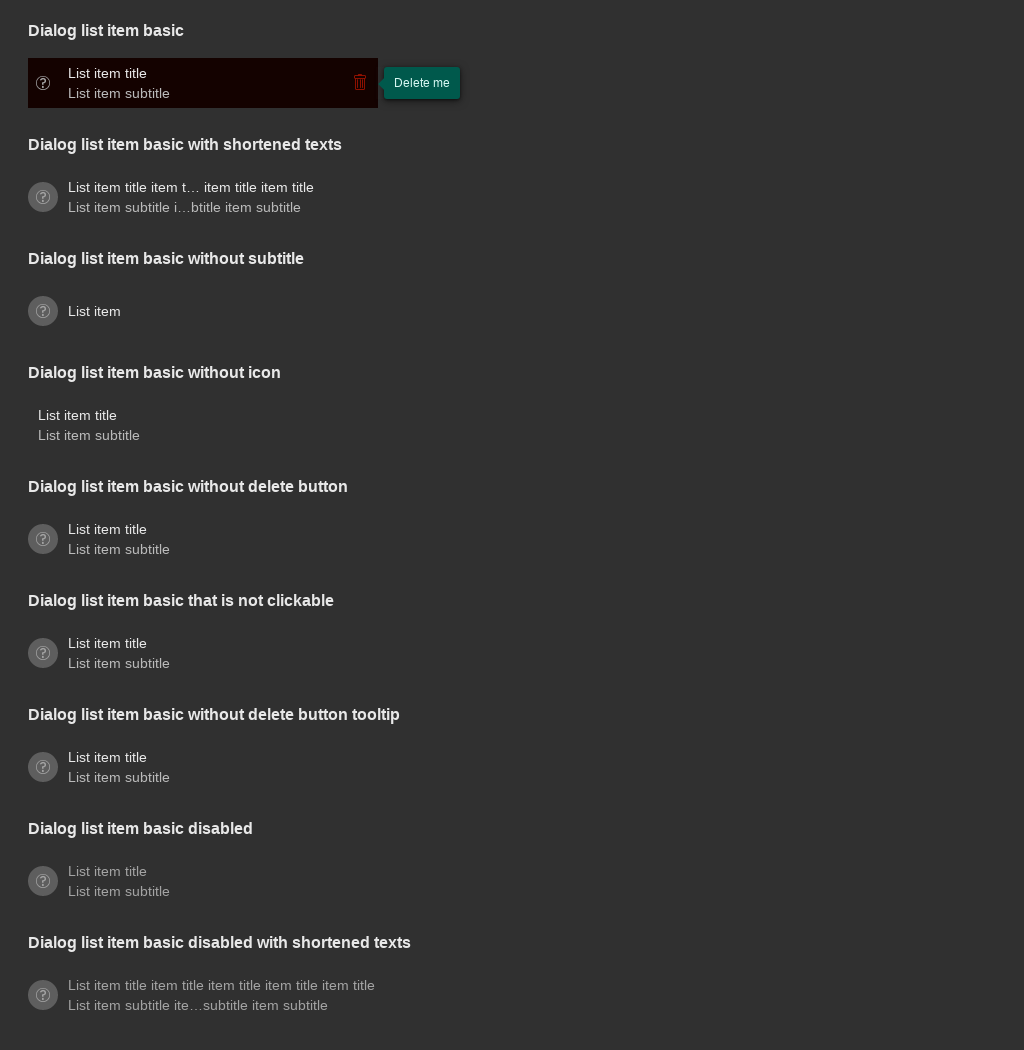 Dialog list item basic
List item title
List item subtitle
Delete me
Dialog list item basic with shortened texts
List item title item t… item title item title
List item subtitle i…btitle item subtitle
Dialog list item basic without subtitle
List item
Dialog list item basic without icon
List item title
List item subtitle
Dialog list item basic without delete button
List item title
List item subtitle
Dialog list item basic that is not clickable
List item title
List item subtitle
Dialog list item basic without delete button tooltip
List item title
List item subtitle
Dialog list item basic disabled
List item title
List item subtitle
Dialog list item basic disabled with shortened texts
List item title item title item title item title item title
List item subtitle ite…subtitle item subtitle